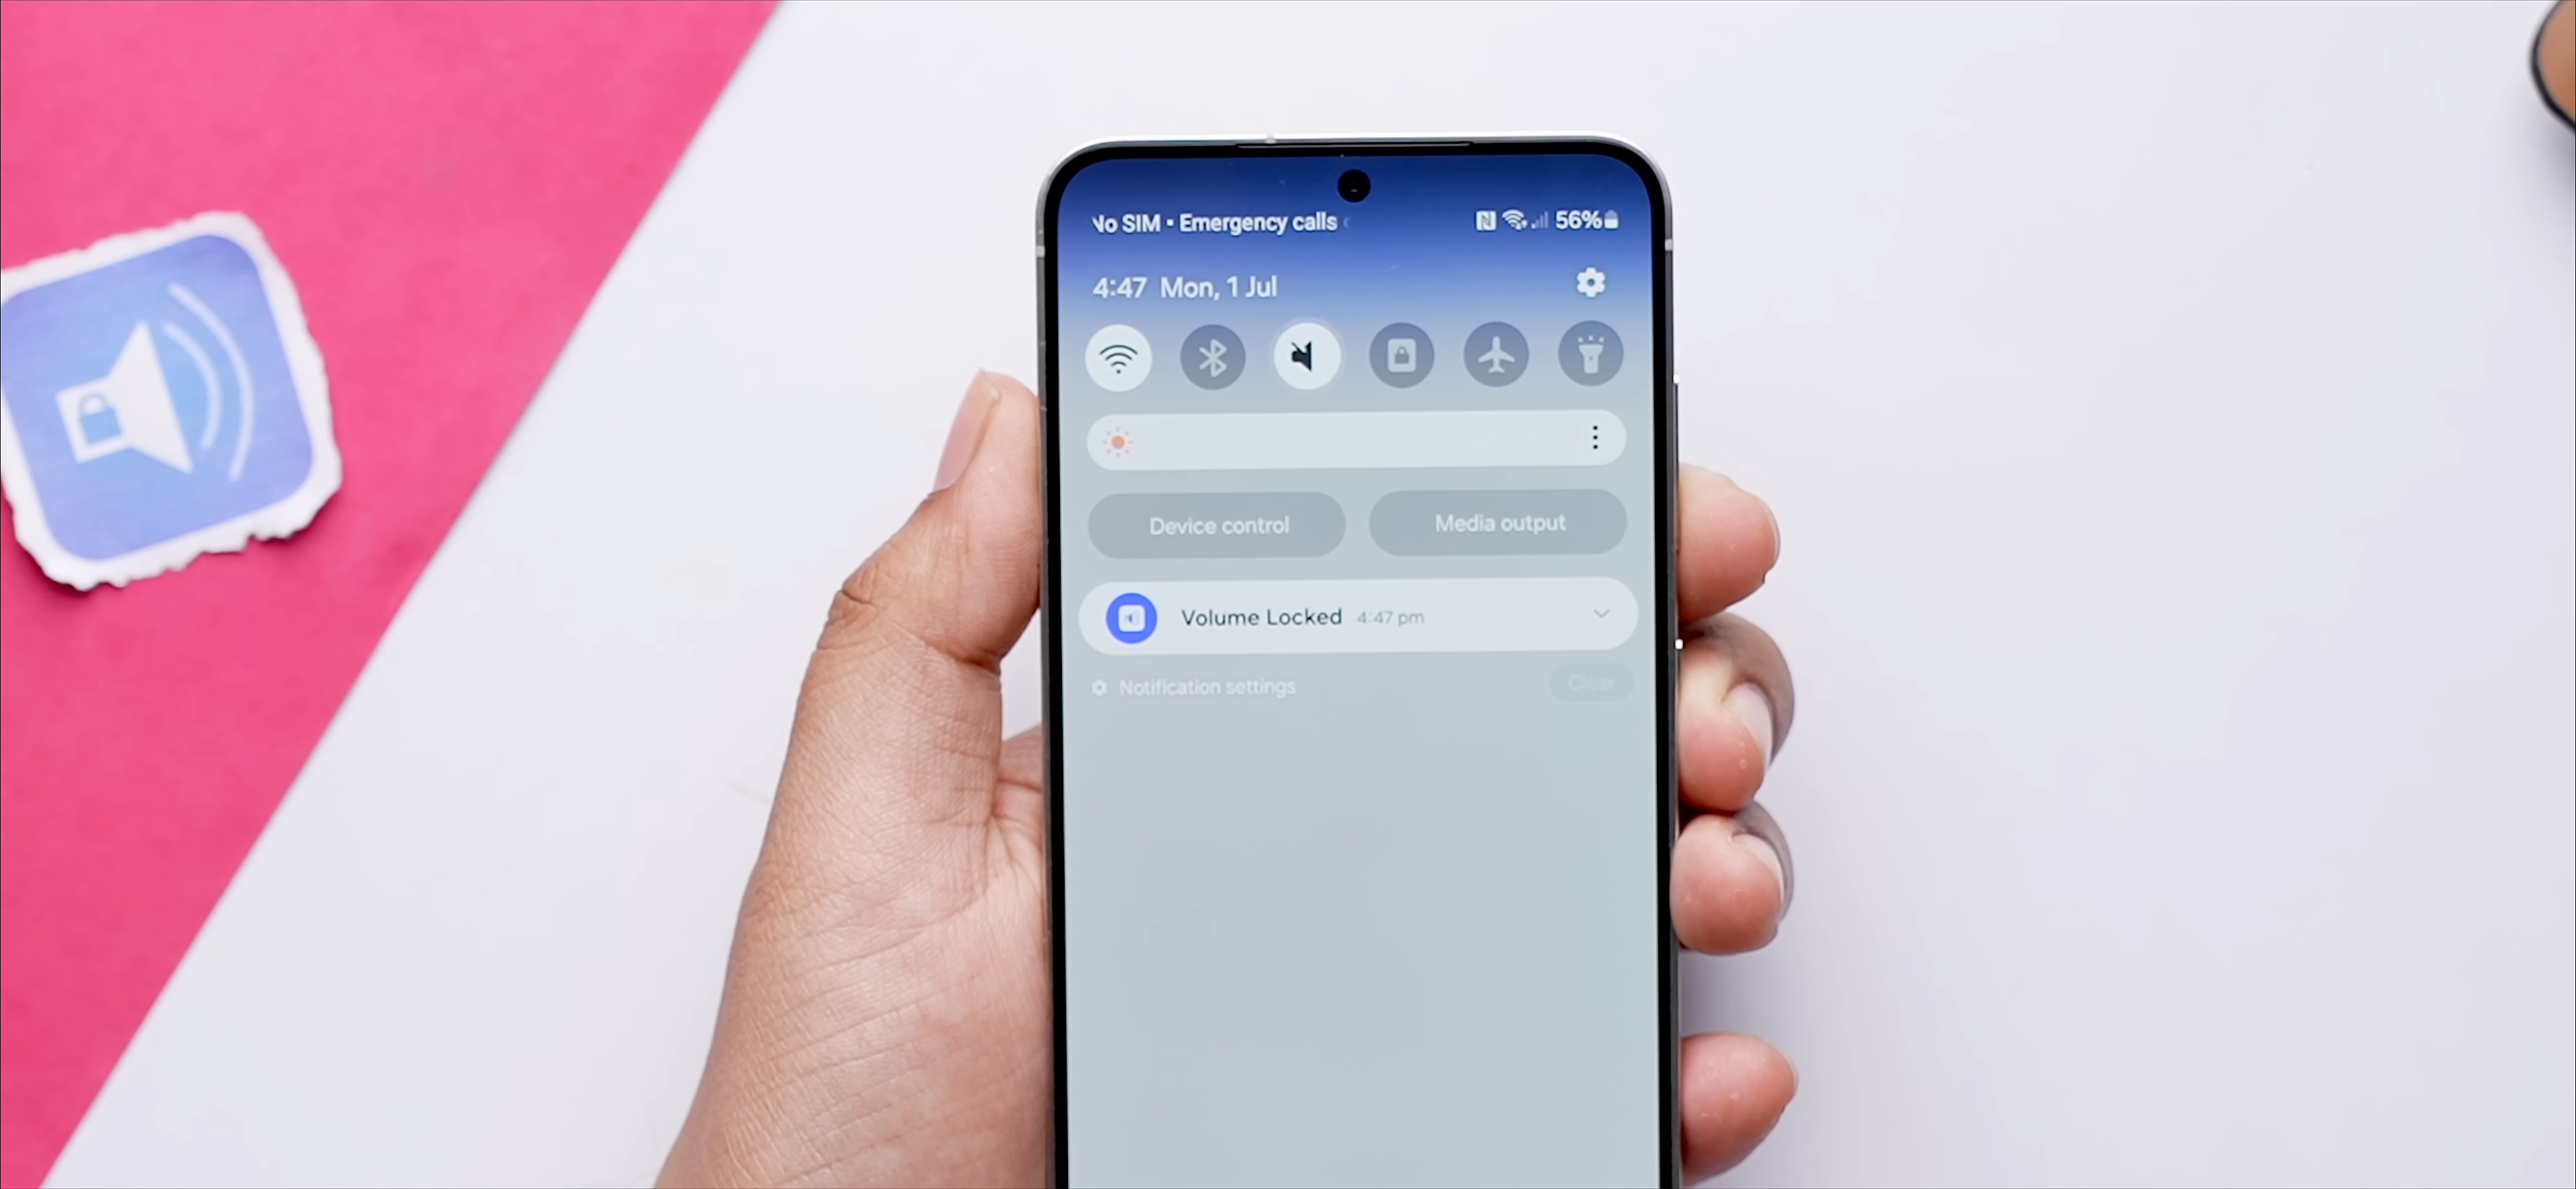 No SIM • Emergency calls
56%
4:47 Mon, 1 Jul
Device control
Media output
Volume Locked 4:47 pm
Notification settings
Clear